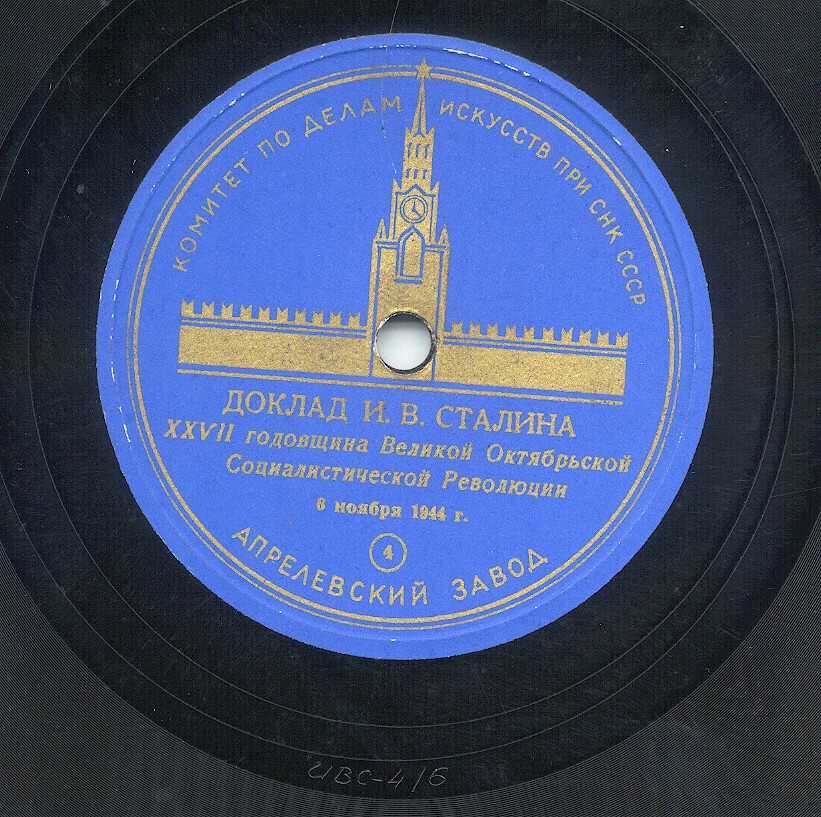 КОМИТЕТ ПО ДЕЛАМ ИСКУССТВ ПРИ СНК СССР
ДОКЛАД И. В. СТАЛИНА
XXVII годовщина Великой Октябрьской
Социалистической Революции
6 ноября 1944 г.
4
АПРЕЛЕВСКИЙ ЗАВОД
ИВС-4/6